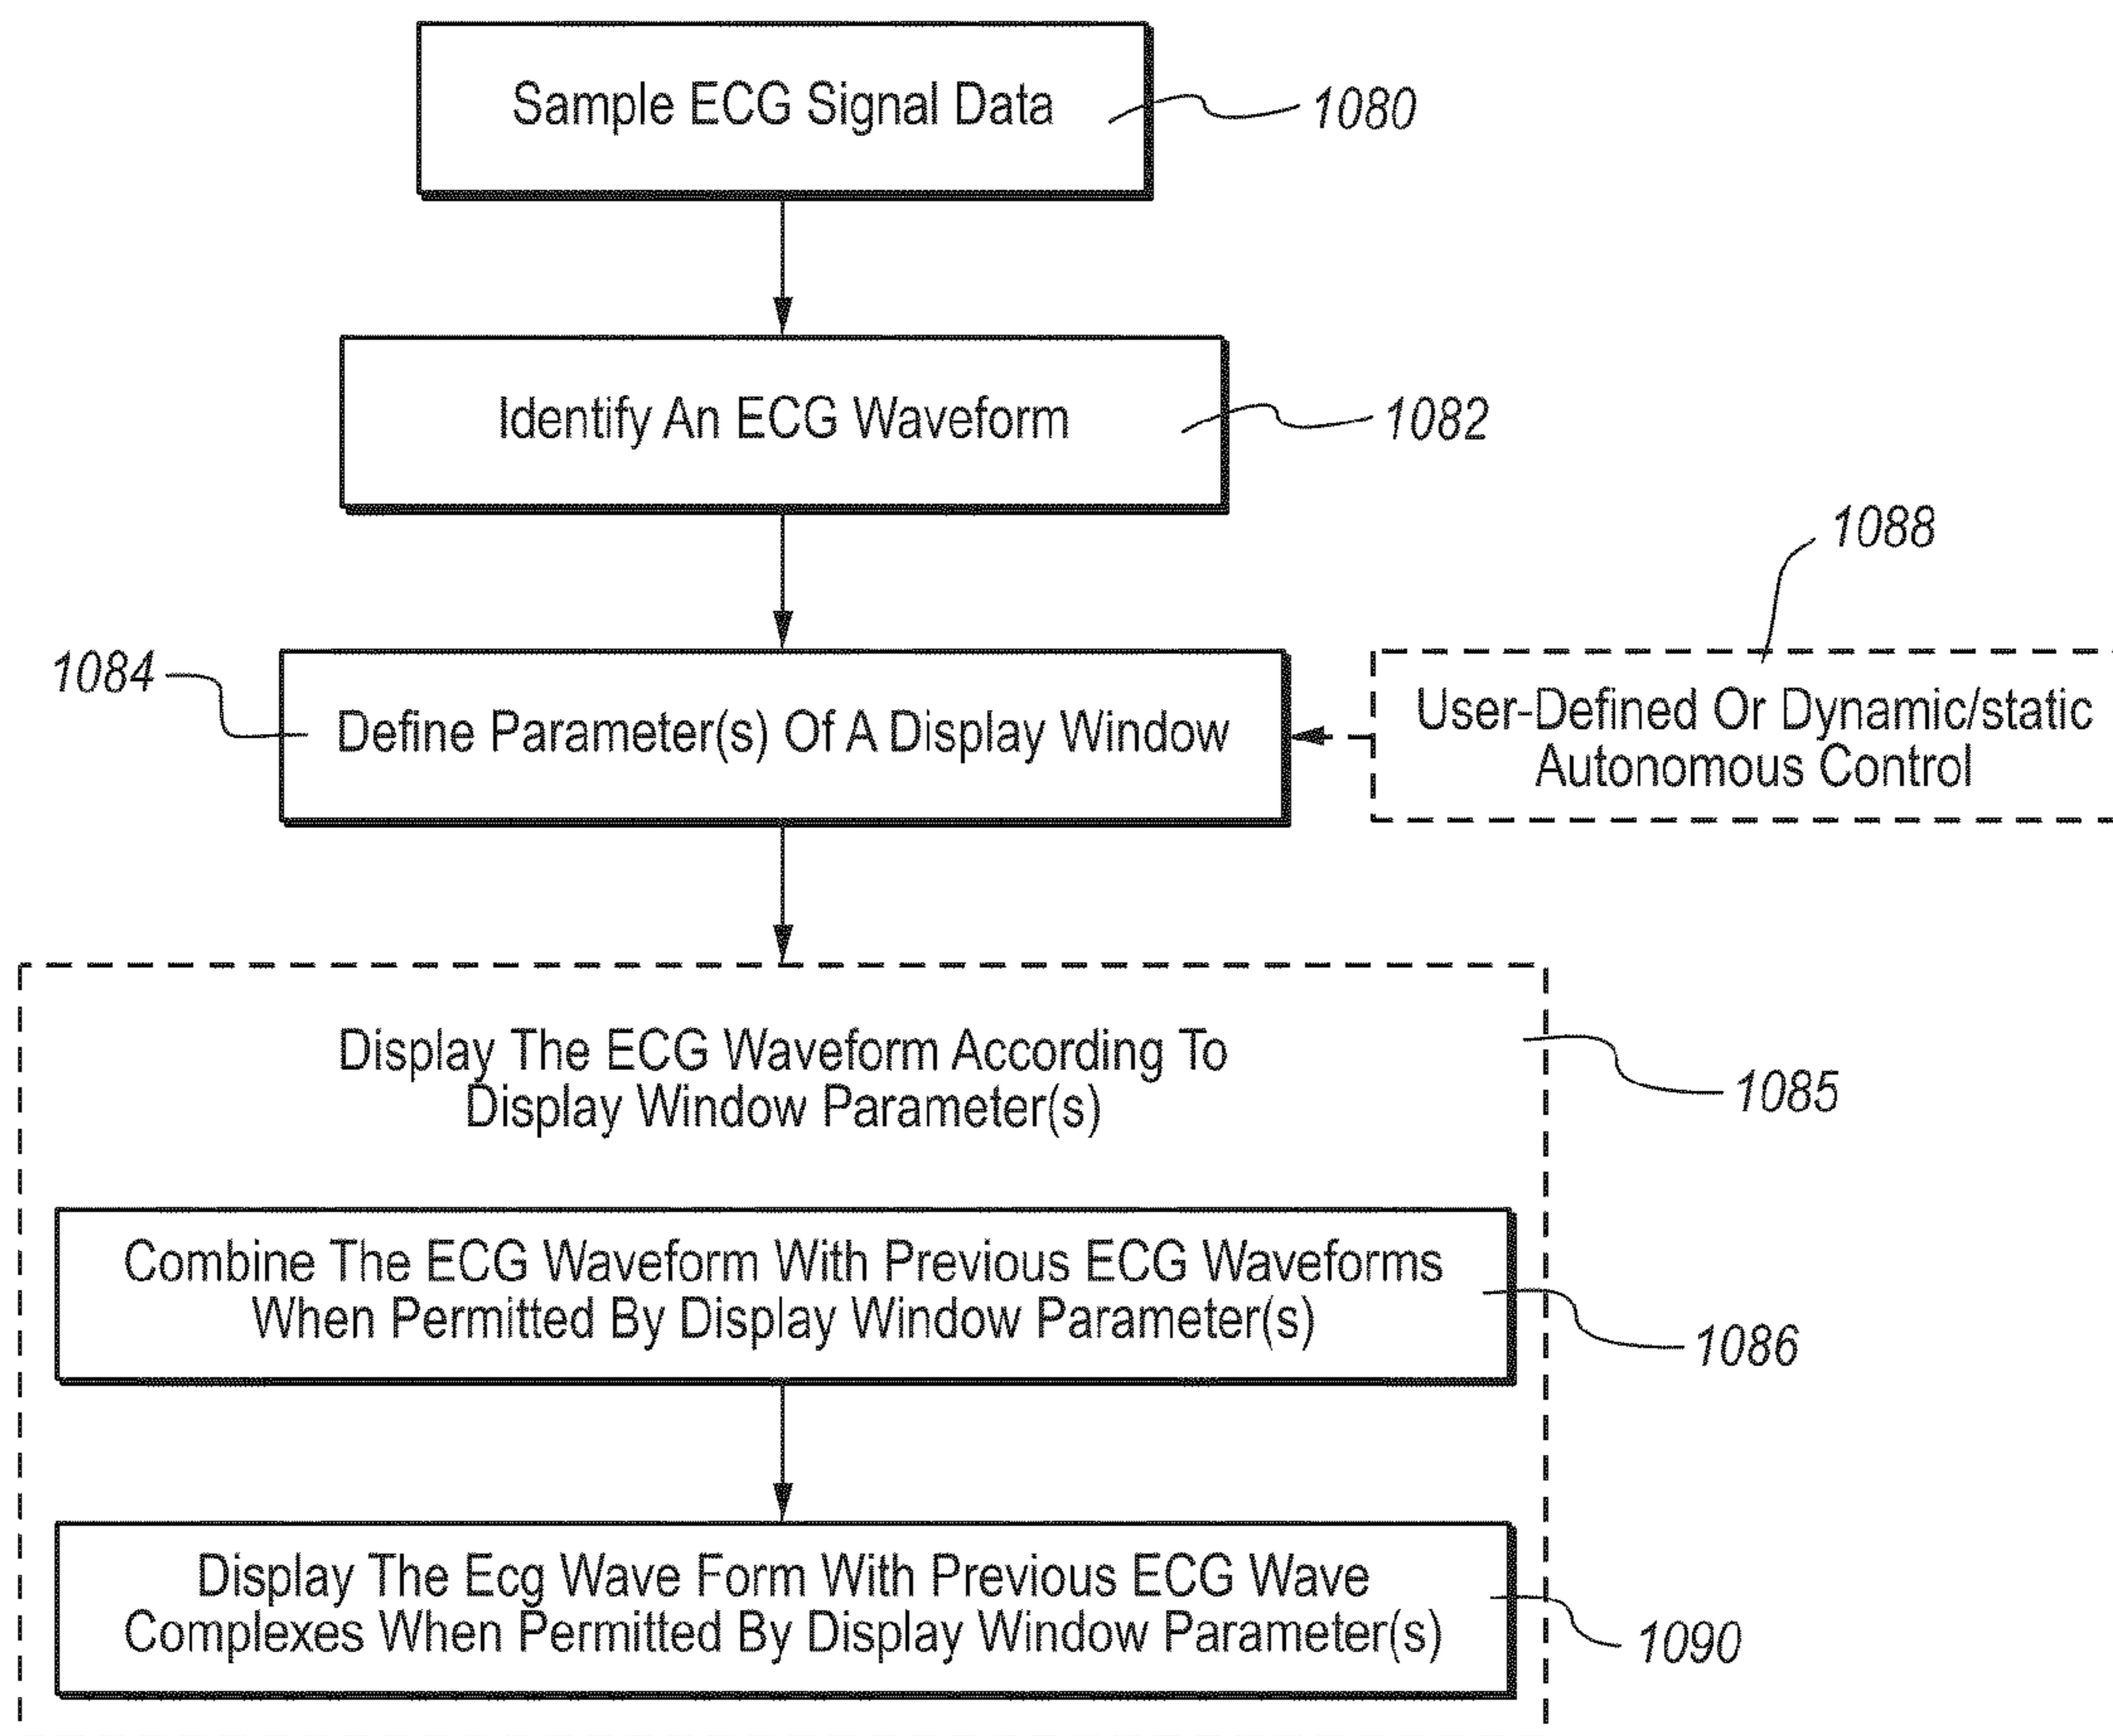 Sample ECG Signal Data
1080
Identify An ECG Waveform
1082
1088
1084
Define Parameter(s) Of A Display Window
User-Defined Or Dynamic/static
Autonomous Control
Display The ECG Waveform According To
Display Window Parameter(s)
1085
Combine The ECG Waveform With Previous ECG Waveforms
When Permitted By Display Window Parameter(s)
1086
Display The Ecg Wave Form With Previous ECG Wave
Complexes When Permitted By Display Window Parameter(s)
1090